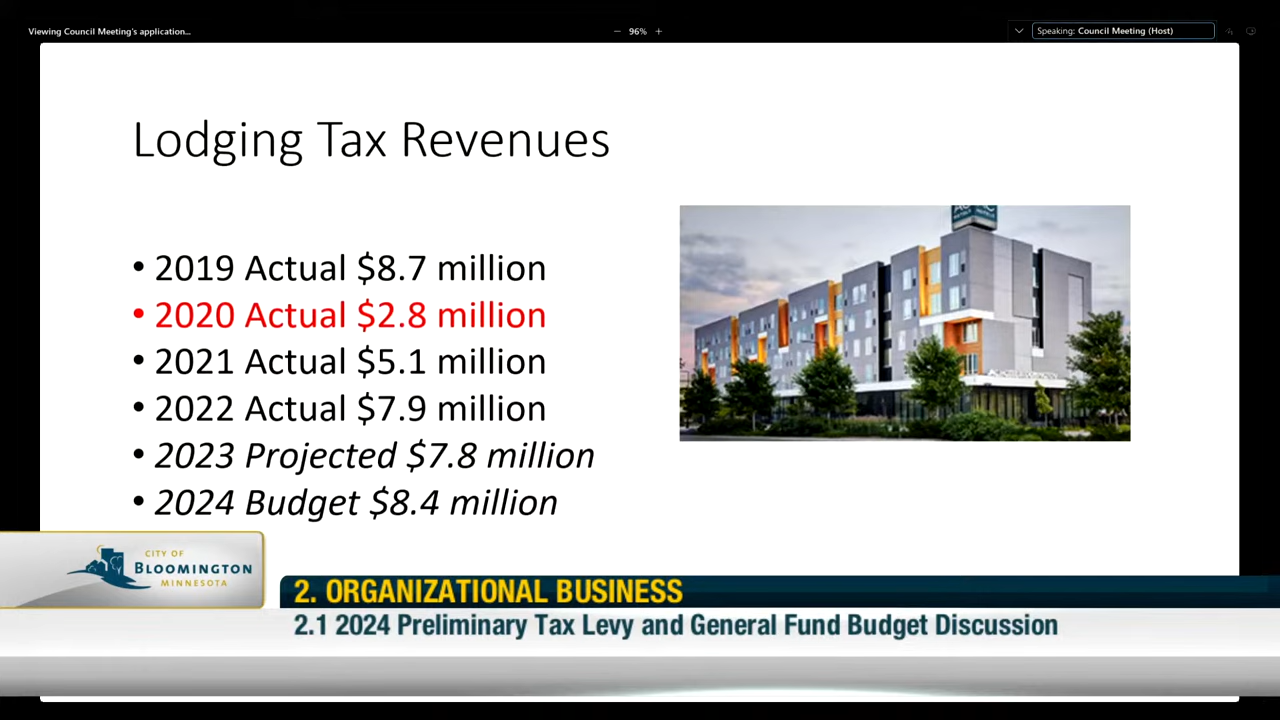 Viewing Council Meeting's application...
96%
Speaking: Council Meeting (Host)
Lodging Tax Revenues
• 2019 Actual $8.7 million
• 2020 Actual $2.8 million
• 2021 Actual $5.1 million
• 2022 Actual $7.9 million
• 2023 Projected $7.8 million
• 2024 Budget $8.4 million
CITY OF
BLOOMINGTON
MINNESOTA
2. ORGANIZATIONAL BUSINESS
2.1 2024 Preliminary Tax Levy and General Fund Budget Discussion